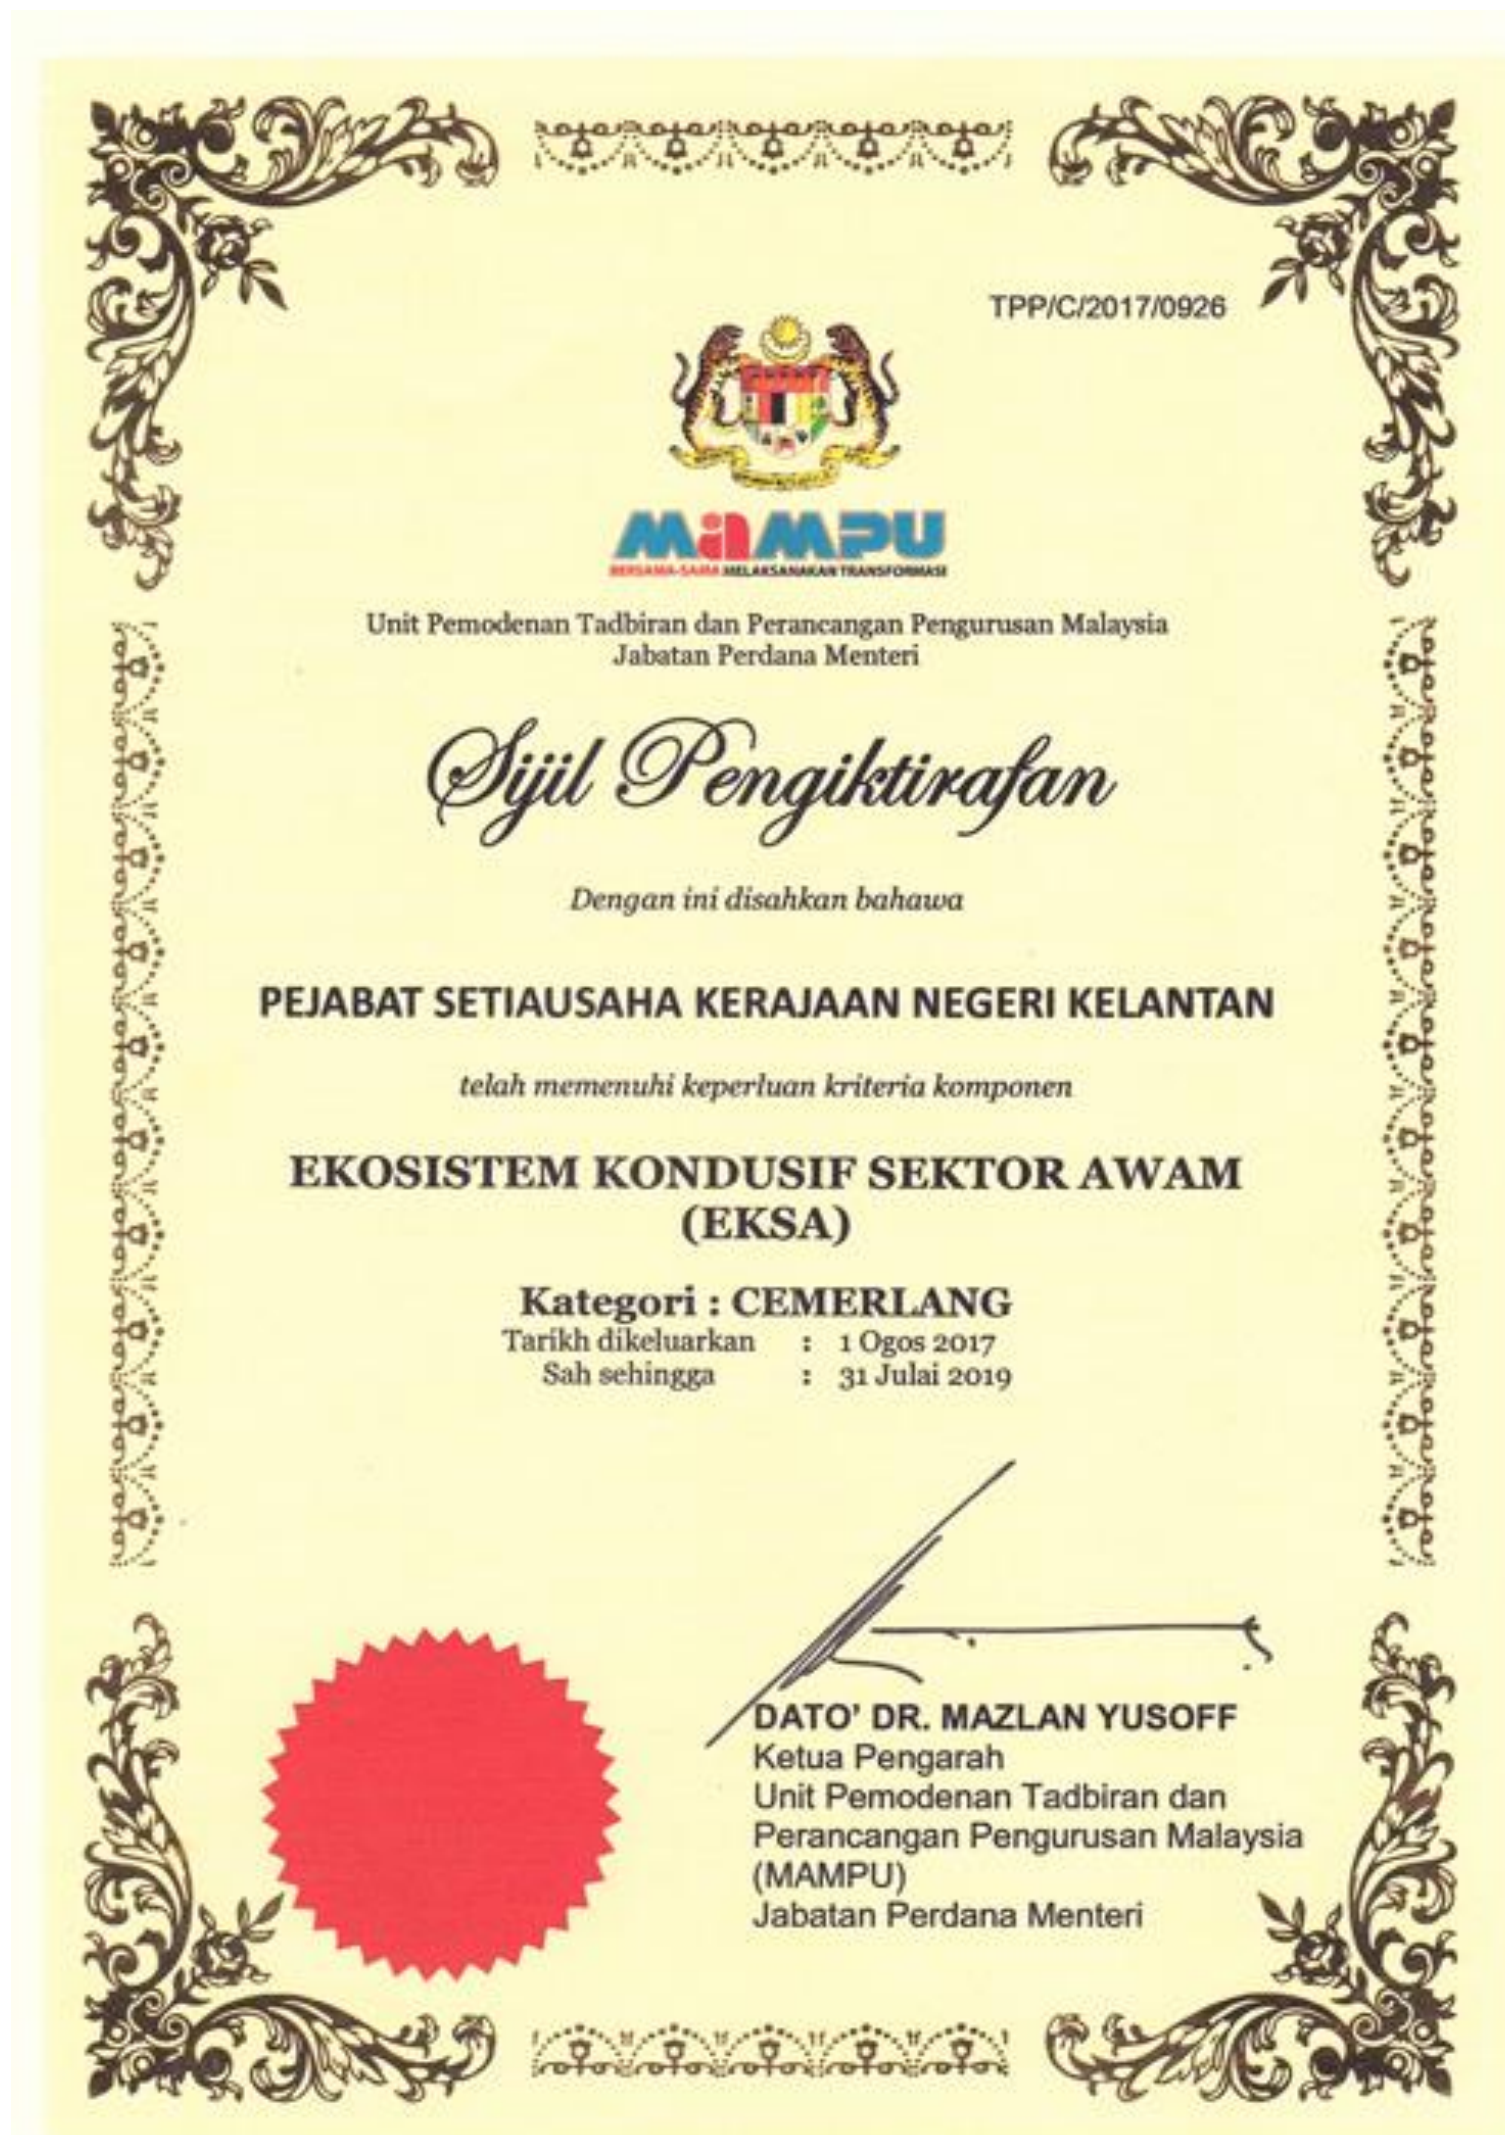 TPP/C/2017/0926
MAMPU
BERSAMA-SAMA MELAKSANAKAN TRANSFORMASI
Unit Pemodenan Tadbiran dan Perancangan Pengurusan Malaysia
Jabatan Perdana Menteri
Sijil Pengiktirafan
Dengan ini disahkan bahawa
PEJABAT SETIAUSAHA KERAJAAN NEGERI KELANTAN
telah memenuhi keperluan kriteria komponen
EKOSISTEM KONDUSIF SEKTOR AWAM
(EKSA)
Kategori : CEMERLANG
Tarikh dikeluarkan : 1 Ogos 2017
Sah sehingga : 31 Julai 2019
DATO' DR. MAZLAN YUSOFF
Ketua Pengarah
Unit Pemodenan Tadbiran dan
Perancangan Pengurusan Malaysia
(MAMPU)
Jabatan Perdana Menteri